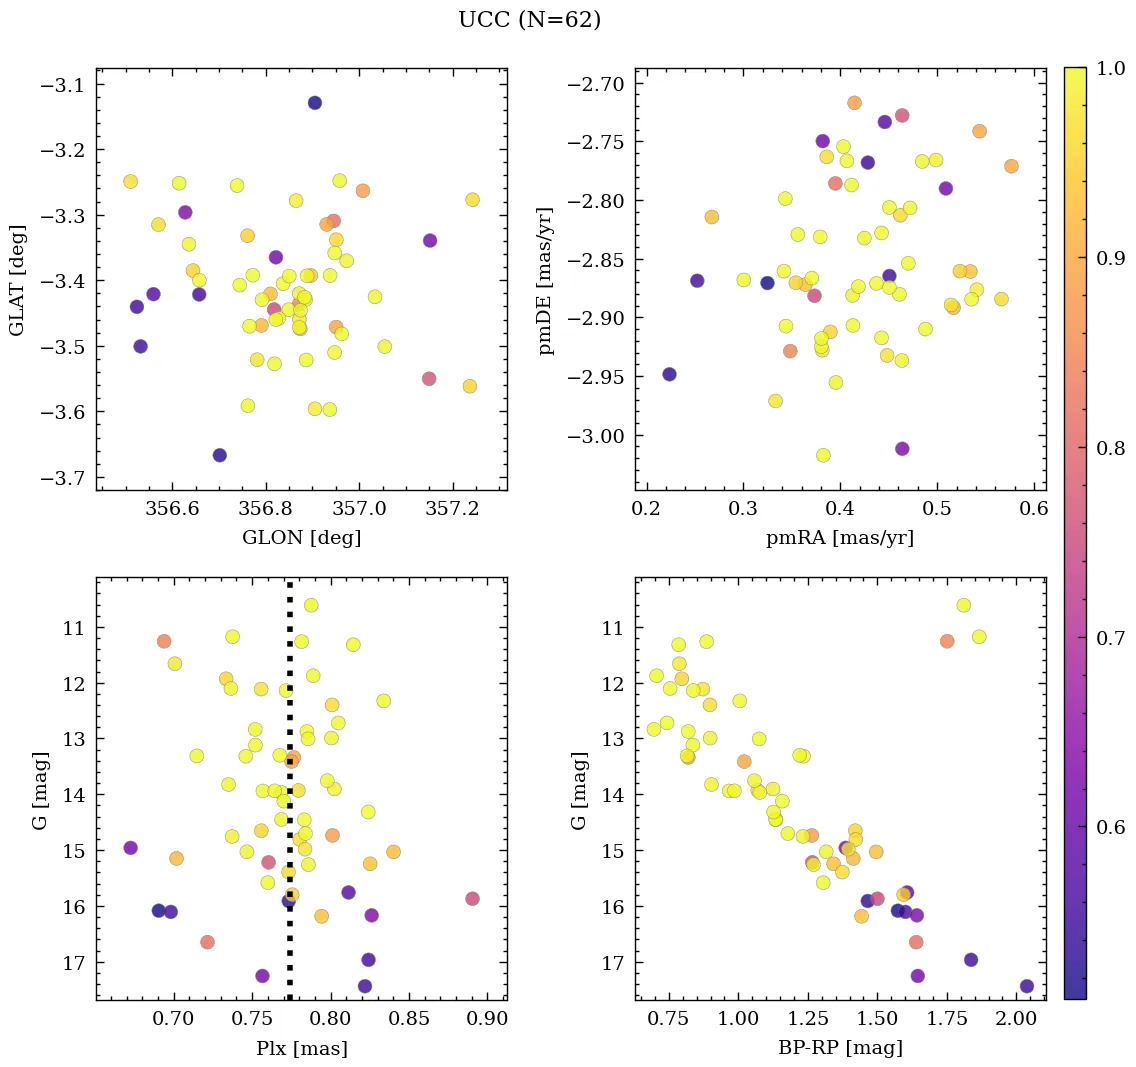 UCC (N=62)
−3.1
−3.2
−3.3
−3.4
−3.5
−3.6
−3.7
GLAT [deg]
356.6 356.8 357.0 357.2
GLON [deg]
−2.70
−2.75
−2.80
−2.85
−2.90
−2.95
−3.00
pmDE [mas/yr]
0.2 0.3 0.4 0.5 0.6
pmRA [mas/yr]
11
12
13
14
15
16
17
G [mag]
0.70 0.75 0.80 0.85 0.90
Plx [mas]
11
12
13
14
15
16
17
G [mag]
0.75 1.00 1.25 1.50 1.75 2.00
BP-RP [mag]
1.0
0.9
0.8
0.7
0.6